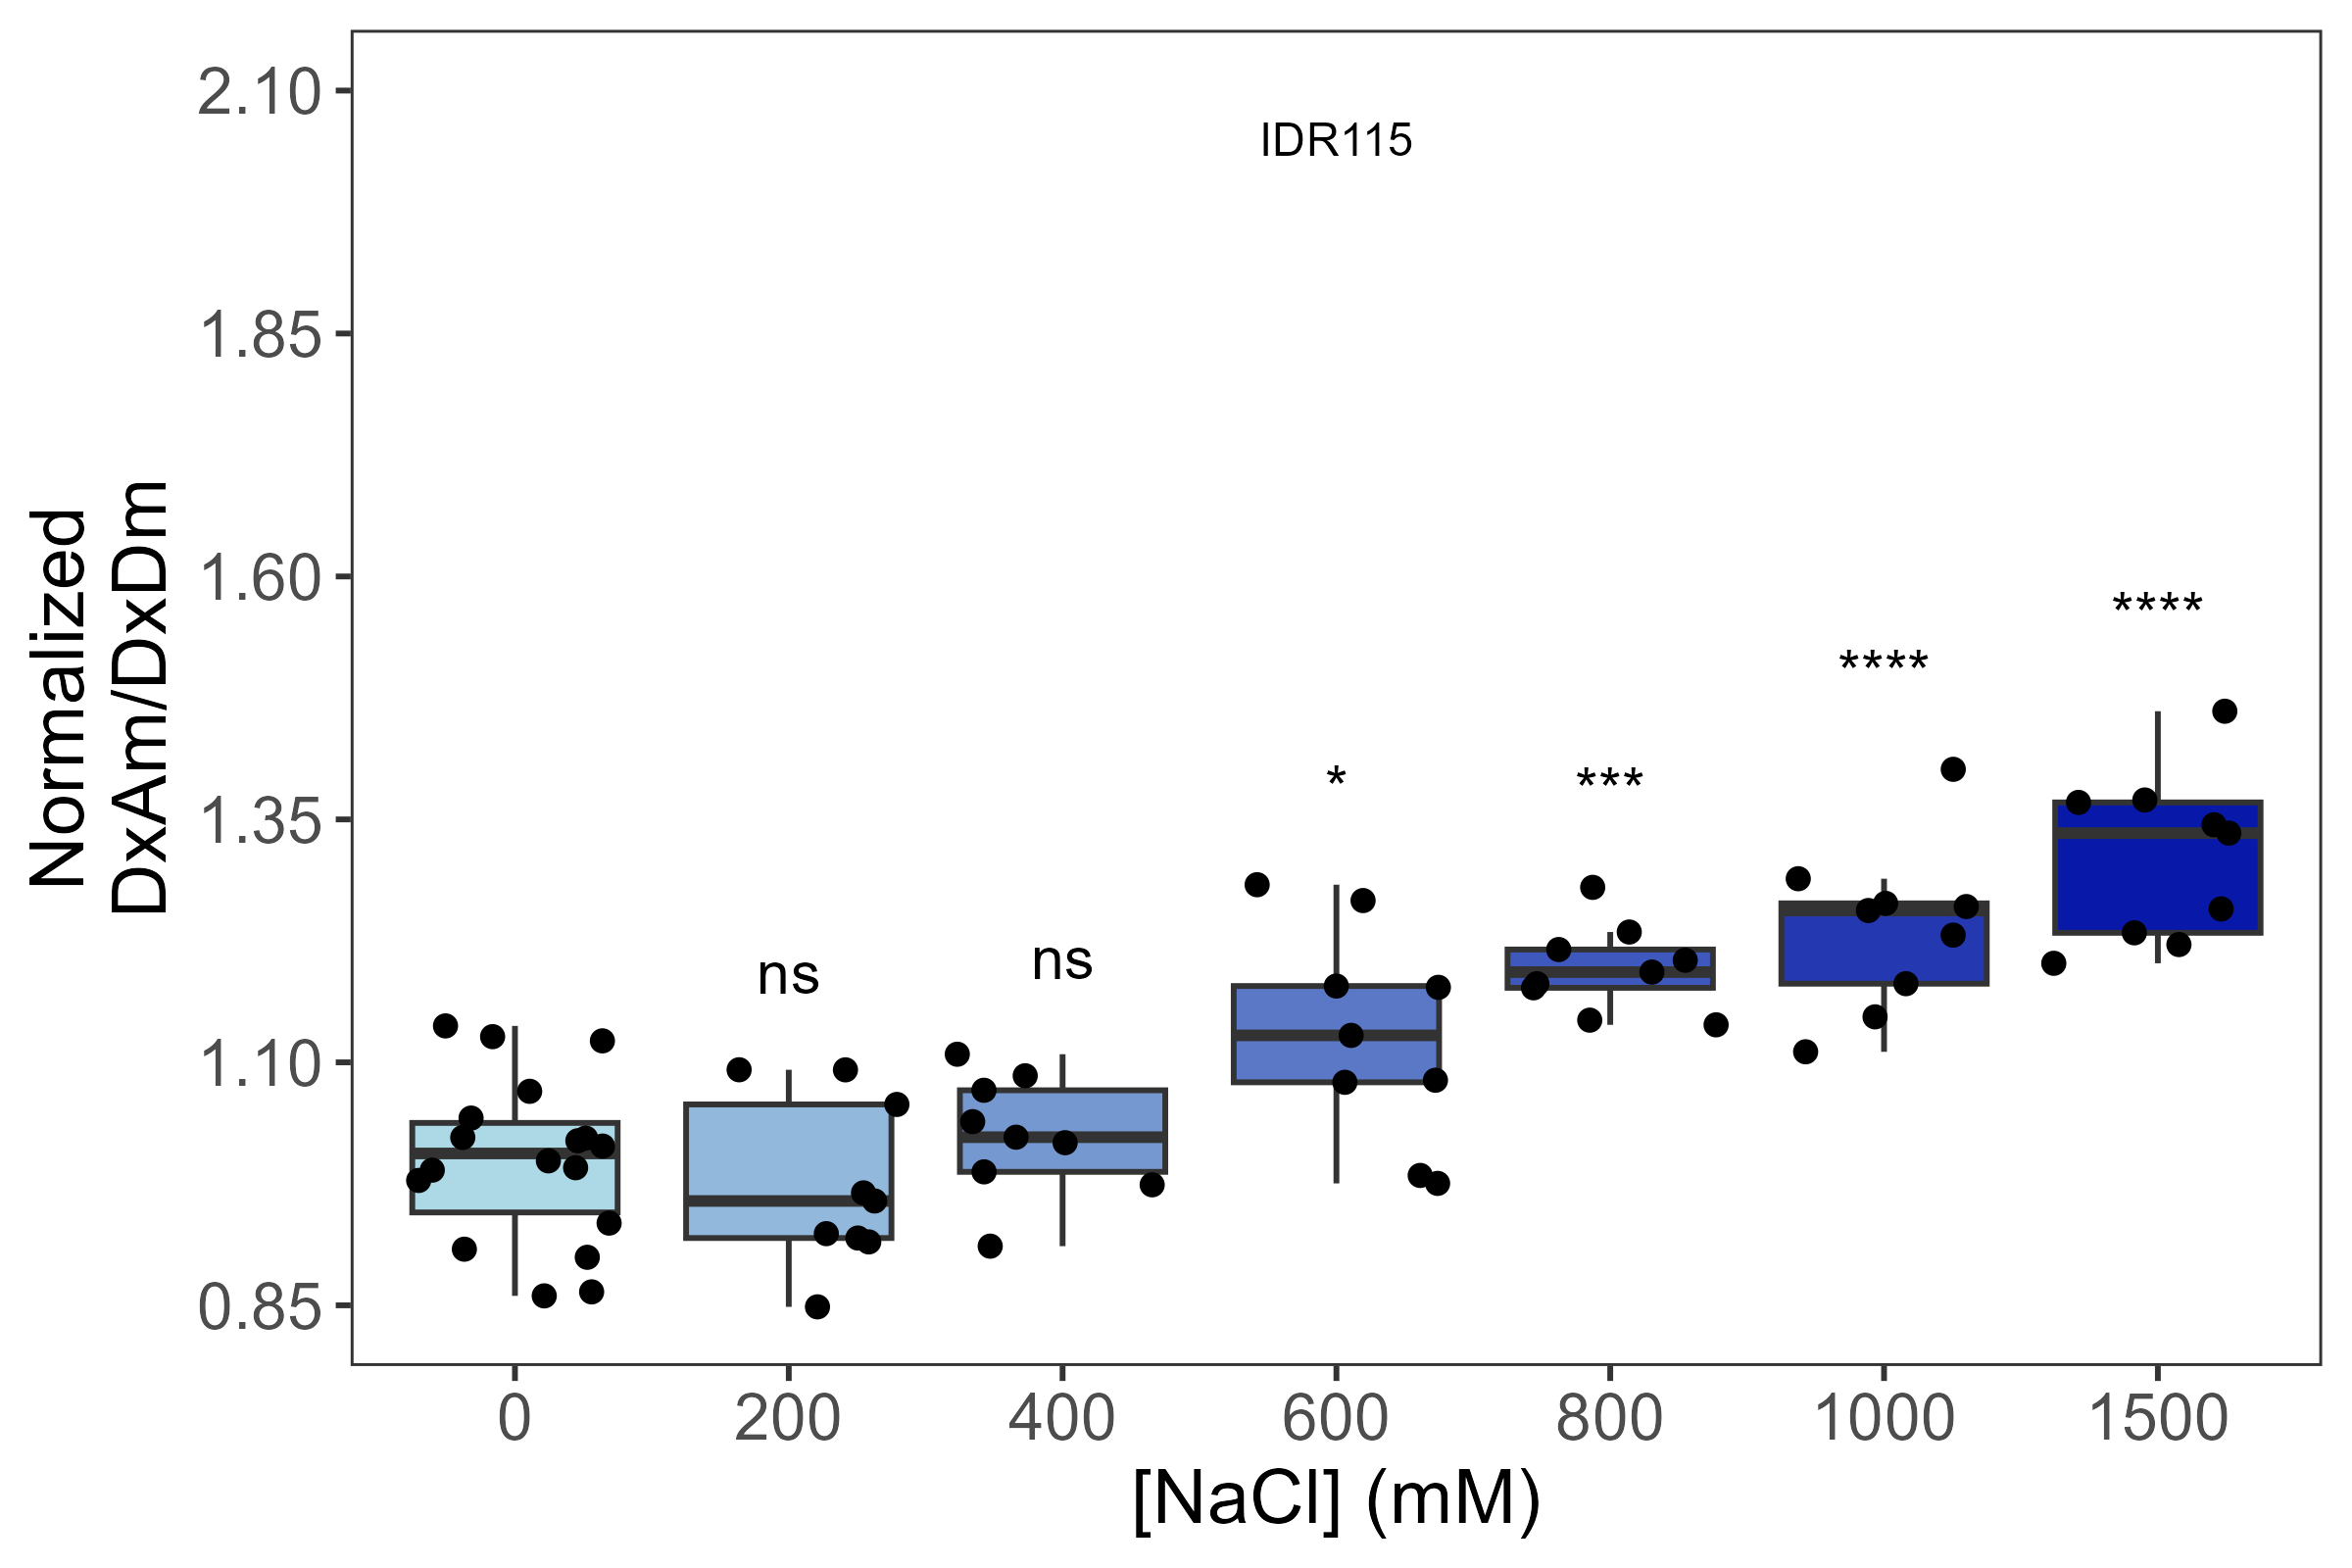 IDR115
2.10
1.85
1.60
1.35
1.10
0.85
Normalized
DxAm/DxDm
ns
ns
*
***
****
****
0
200
400
600
800
1000
1500
[NaCl] (mM)